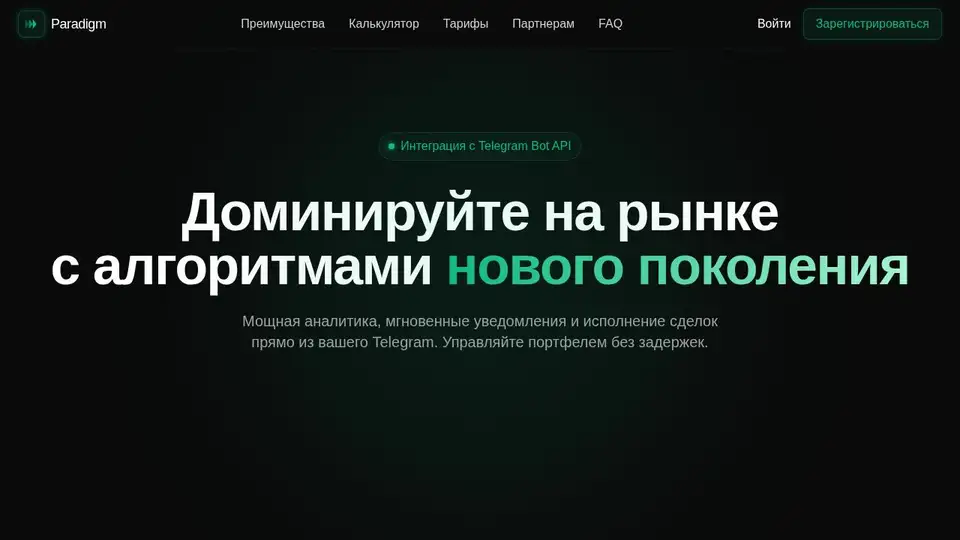 Paradigm
Преимущества
Калькулятор
Тарифы
Партнерам
FAQ
Войти
Зарегистрироваться
Интеграция с Telegram Bot API
Доминируйте на рынке
с алгоритмами нового поколения
Мощная аналитика, мгновенные уведомления и исполнение сделок
прямо из вашего Telegram. Управляйте портфелем без задержек.